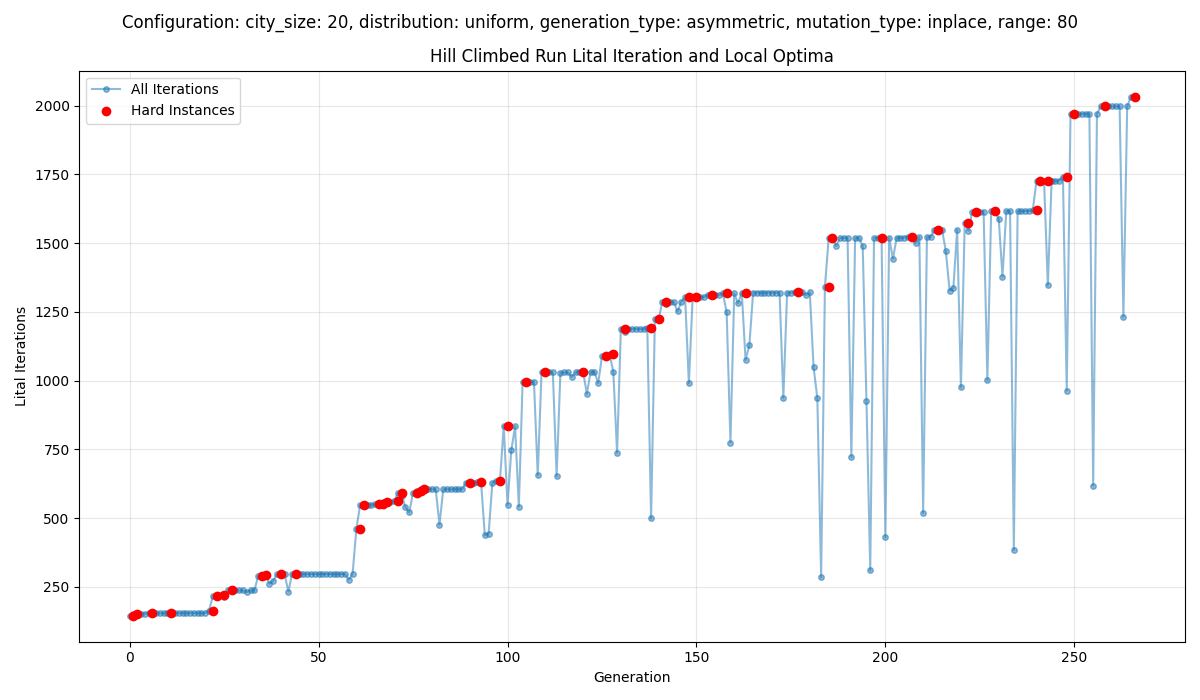 Configuration: city_size: 20, distribution: uniform, generation_type: asymmetric, mutation_type: inplace, range: 80
Hill Climbed Run Lital Iteration and Local Optima
All Iterations
Hard Instances
2000
1750
1500
1250
1000
750
500
250
Lital Iterations
0
50
100
150
200
250
Generation